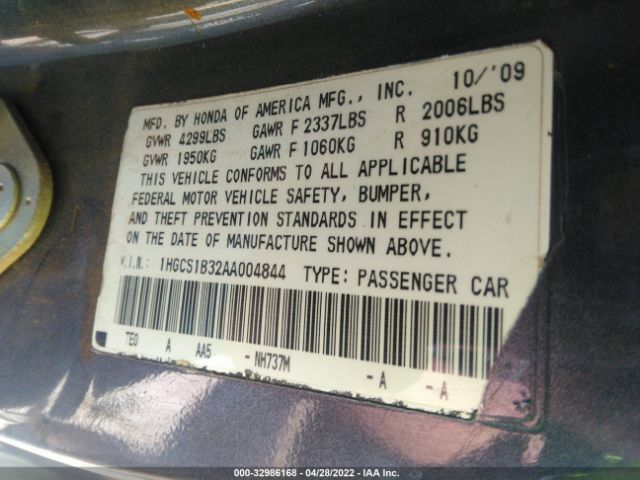 MFD. BY HONDA OF AMERICA MFG., INC. 10/'09
GVWR 4299LBS GAWR F 2337LBS R 2006LBS
GVWR 1950KG GAWR F 1060KG R 910KG
THIS VEHICLE CONFORMS TO ALL APPLICABLE
FEDERAL MOTOR VEHICLE SAFETY, BUMPER,
AND THEFT PREVENTION STANDARDS IN EFFECT
ON THE DATE OF MANUFACTURE SHOWN ABOVE.
V.I.N.: 1HGCS1B32AA004844 TYPE: PASSENGER CAR
TE0 A AA5 - NH737M - A - A
000-32986168 - 04/28/2022 - IAA Inc.